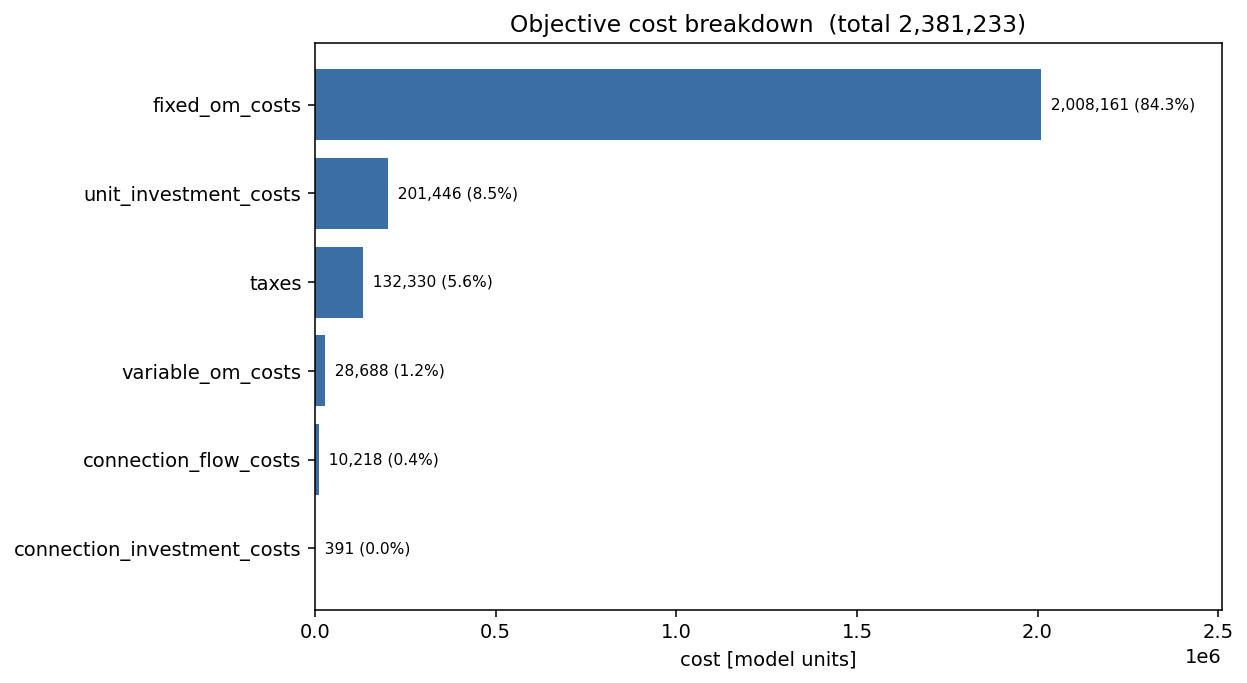 Objective cost breakdown  (total 2,381,233)
fixed_om_costs
2,008,161 (84.3%)
unit_investment_costs
201,446 (8.5%)
taxes
132,330 (5.6%)
variable_om_costs
28,688 (1.2%)
connection_flow_costs
10,218 (0.4%)
connection_investment_costs
391 (0.0%)
0.0 0.5 1.0 1.5 2.0 2.5
cost [model units]
1e6